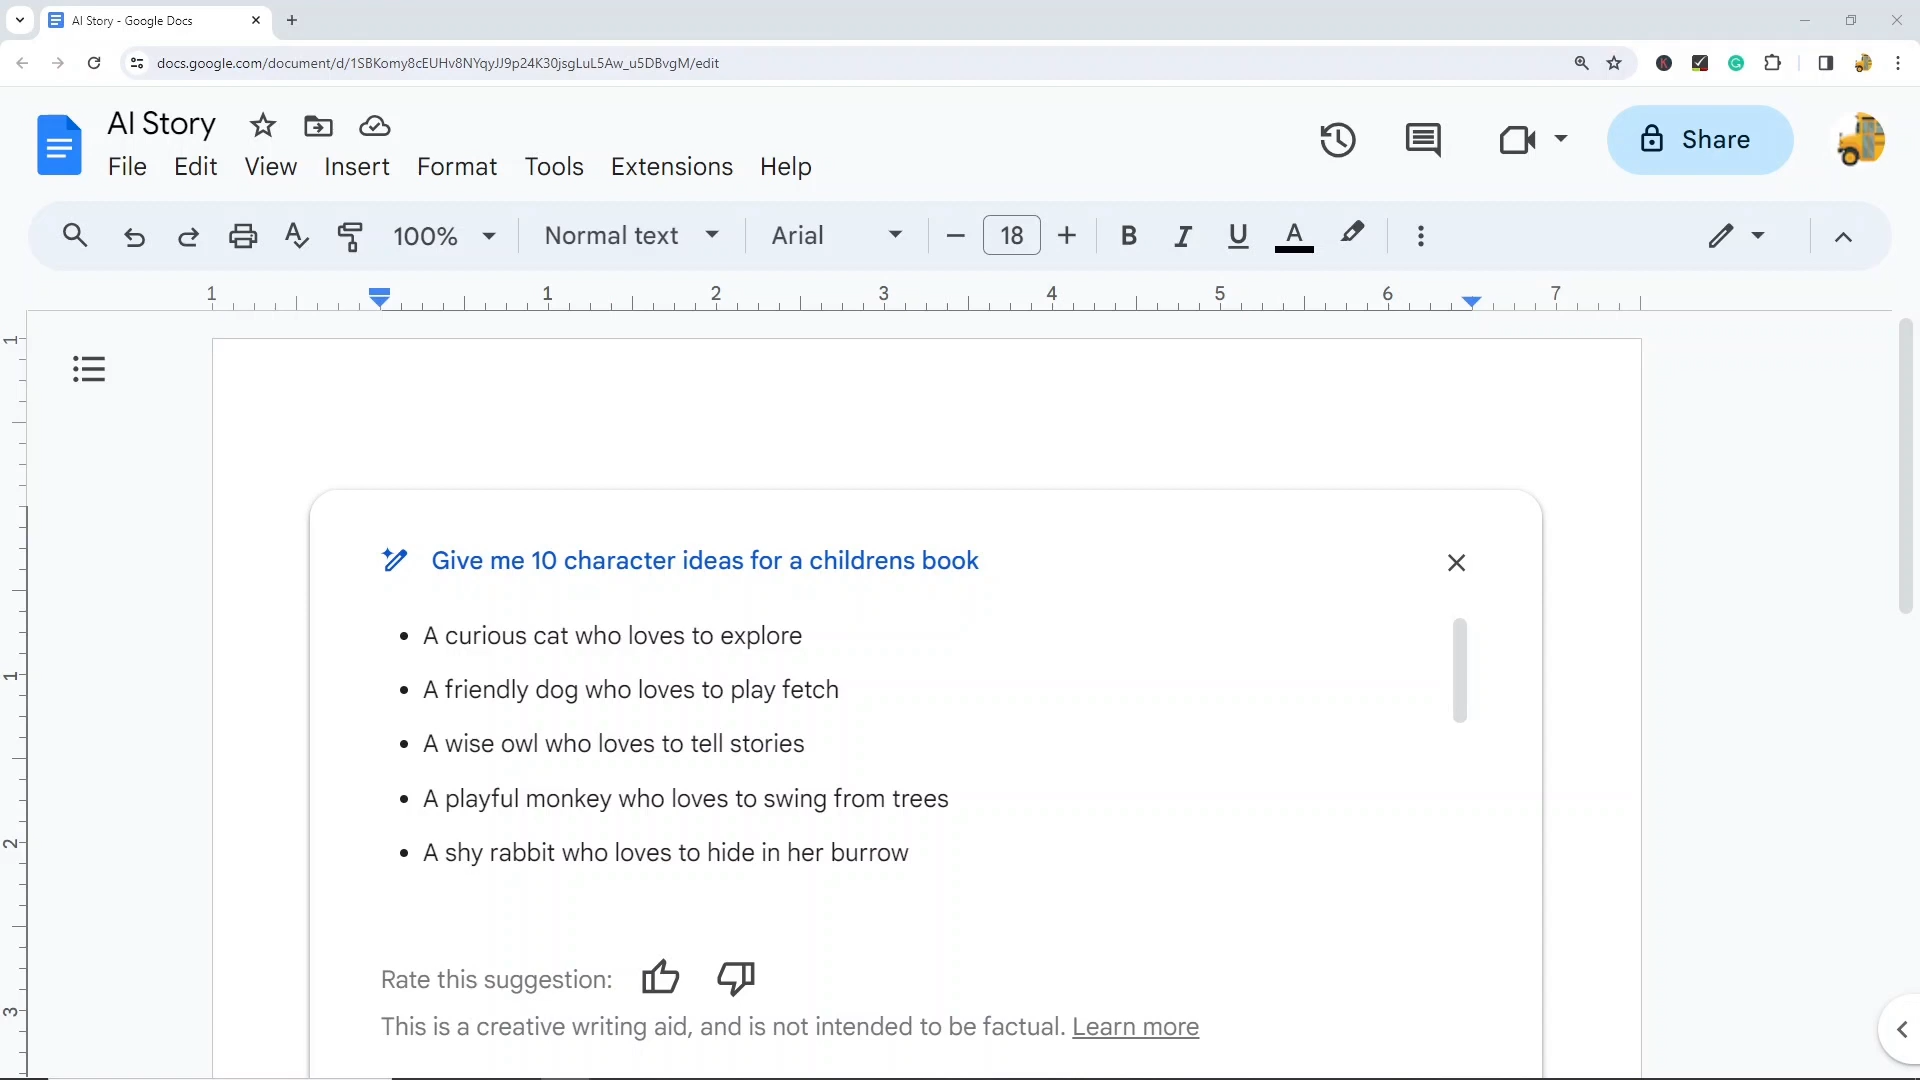 AI Story - Google Docs
docs.google.com/document/d/1SBKomy8cEUHv8NYqyJJ9p24K30jsgLuL5Aw_u5DBvgM/edit
AI Story
File Edit View Insert Format Tools Extensions Help
Share
100% Normal text Arial 18 B I U A
1 1 2 3 4 5 6 7
1
1
2
3
Give me 10 character ideas for a childrens book
• A curious cat who loves to explore
• A friendly dog who loves to play fetch
• A wise owl who loves to tell stories
• A playful monkey who loves to swing from trees
• A shy rabbit who loves to hide in her burrow
Rate this suggestion:
This is a creative writing aid, and is not intended to be factual. Learn more